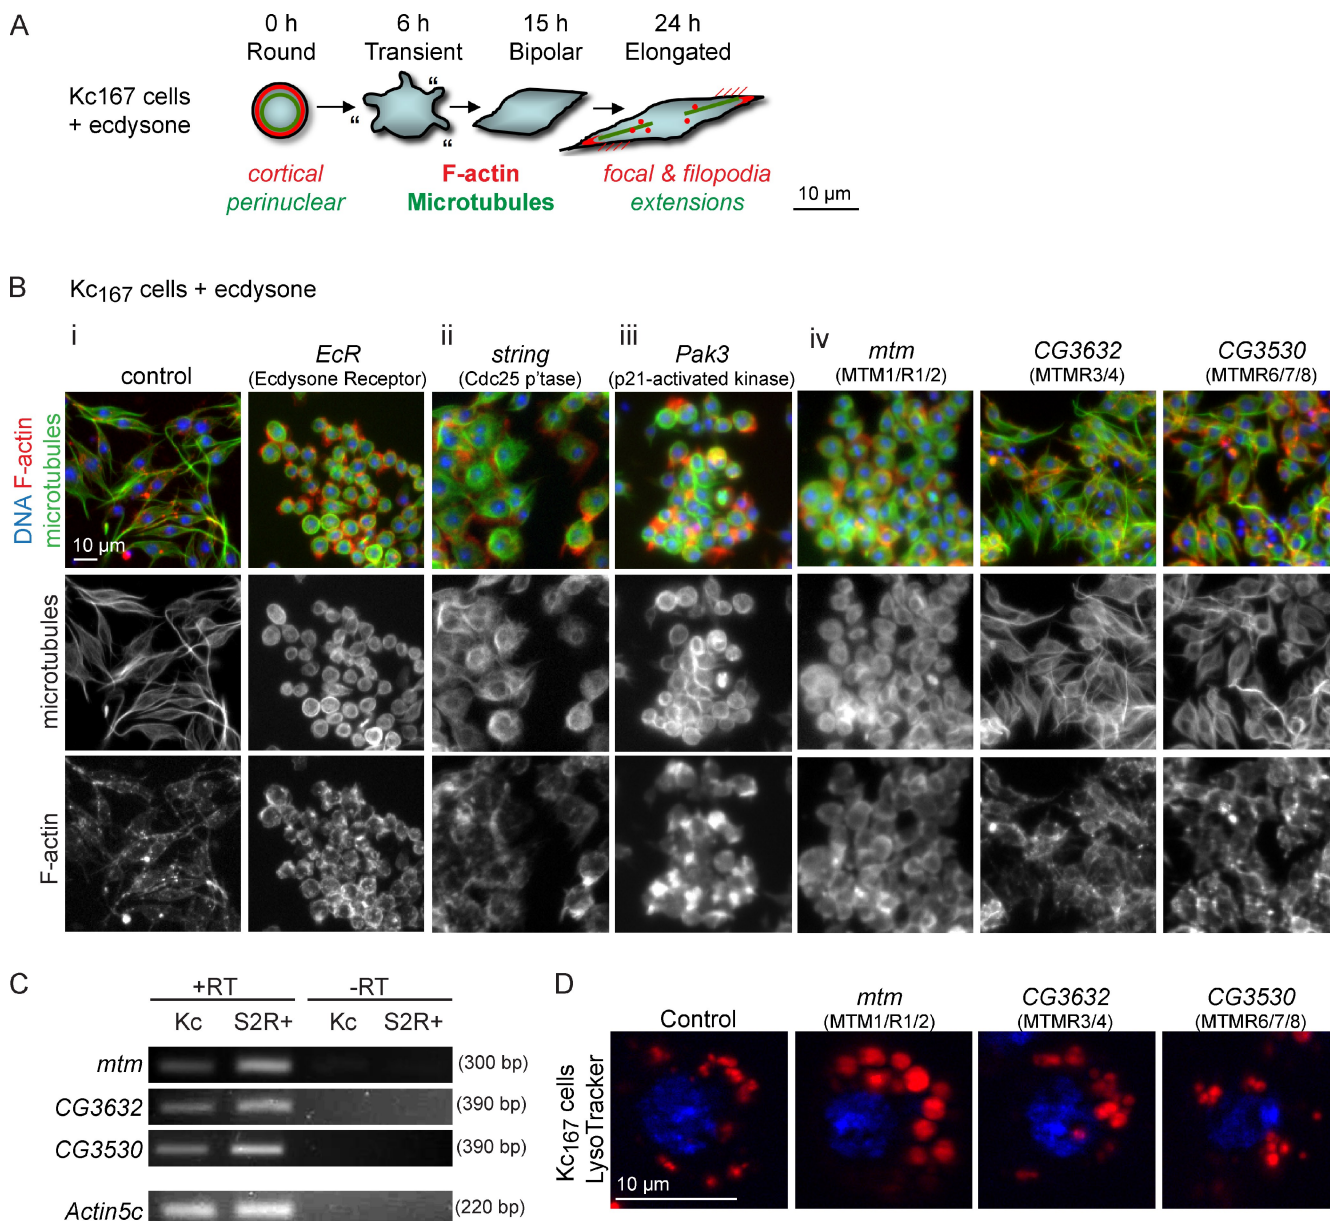 A
0 h
Round
6 h
Transient
15 h
Bipolar
24 h
Elongated
Kc167 cells
+ ecdysone
“
“
“
cortical
perinuclear
F-actin
Microtubules
focal & filopodia
extensions
10 µm
B
Kc167 cells + ecdysone
i
ii
iii
iv
control
EcR
(Ecdysone Receptor)
string
(Cdc25 p'tase)
Pak3
(p21-activated kinase)
mtm
(MTM1/R1/2)
CG3632
(MTMR3/4)
CG3530
(MTMR6/7/8)
DNA F-actin
microtubules
10 µm
microtubules
F-actin
C
+RT -RT
Kc S2R+ Kc S2R+
mtm (300 bp)
CG3632 (390 bp)
CG3530 (390 bp)
Actin5c (220 bp)
D
Control
mtm
(MTM1/R1/2)
CG3632
(MTMR3/4)
CG3530
(MTMR6/7/8)
Kc167 cells
LysoTracker
10 µm